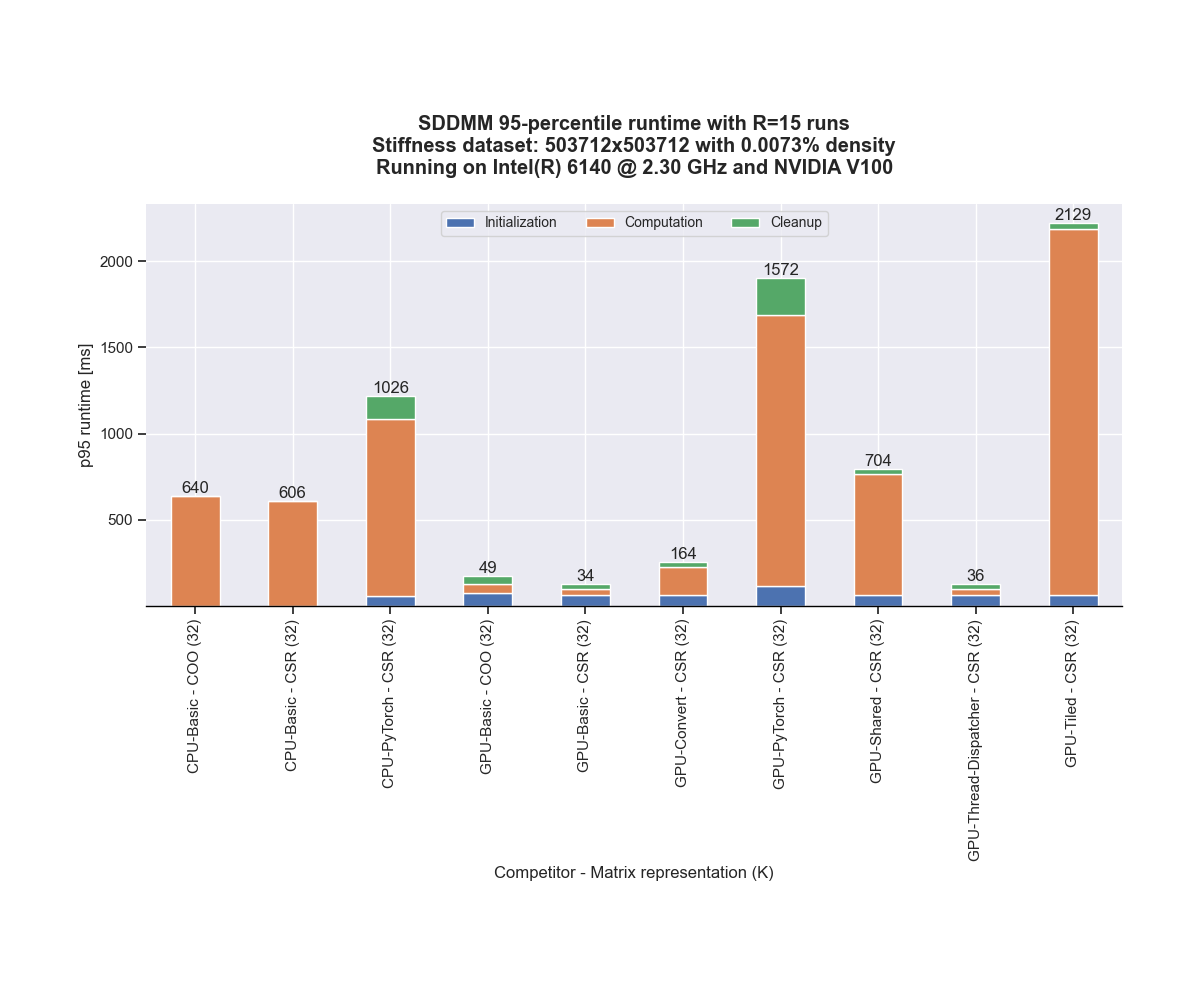 SDDMM 95-percentile runtime with R=15 runs
Stiffness dataset: 503712x503712 with 0.0073% density
Running on Intel(R) 6140 @ 2.30 GHz and NVIDIA V100
Initialization Computation Cleanup
p95 runtime [ms]
2000
1500
1000
500
640
606
1026
49
34
164
1572
704
36
2129
CPU-Basic - COO (32)
CPU-Basic - CSR (32)
CPU-PyTorch - CSR (32)
GPU-Basic - COO (32)
GPU-Basic - CSR (32)
GPU-Convert - CSR (32)
GPU-PyTorch - CSR (32)
GPU-Shared - CSR (32)
GPU-Thread-Dispatcher - CSR (32)
GPU-Tiled - CSR (32)
Competitor - Matrix representation (K)